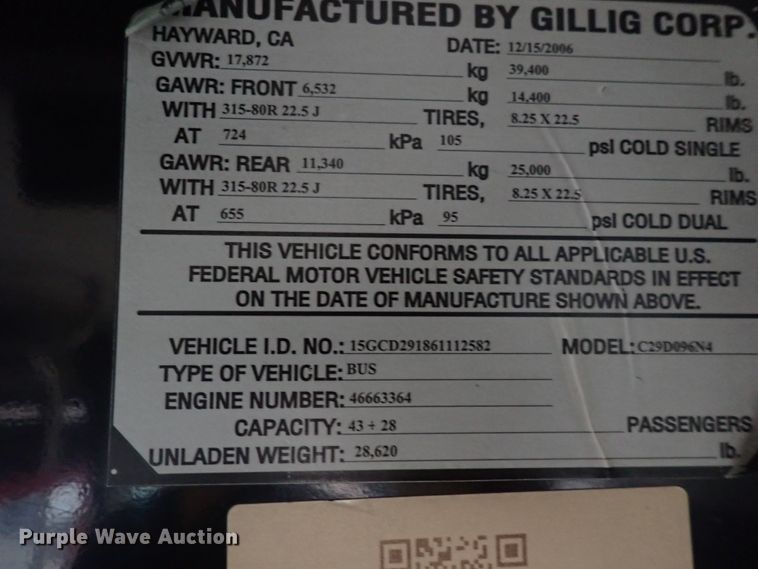 MANUFACTURED BY GILLIG CORP.
HAYWARD, CA DATE: 12/15/2006
GVWR: 17,872 kg 39,400 lb.
GAWR: FRONT 6,532 kg 14,400 lb.
WITH 315-80R 22.5 J TIRES, 8.25 X 22.5 RIMS
AT 724 kPa 105 psi COLD SINGLE
GAWR: REAR 11,340 kg 25,000 lb.
WITH 315-80R 22.5 J TIRES, 8.25 X 22.5 RIMS
AT 655 kPa 95 psi COLD DUAL
THIS VEHICLE CONFORMS TO ALL APPLICABLE U.S.
FEDERAL MOTOR VEHICLE SAFETY STANDARDS IN EFFECT
ON THE DATE OF MANUFACTURE SHOWN ABOVE.
VEHICLE I.D. NO.: 15GCD291861112582 MODEL: C29D096N4
TYPE OF VEHICLE: BUS
ENGINE NUMBER: 46663364
CAPACITY: 43 + 28 PASSENGERS
UNLADEN WEIGHT: 28,620 lb.
Purple Wave Auction